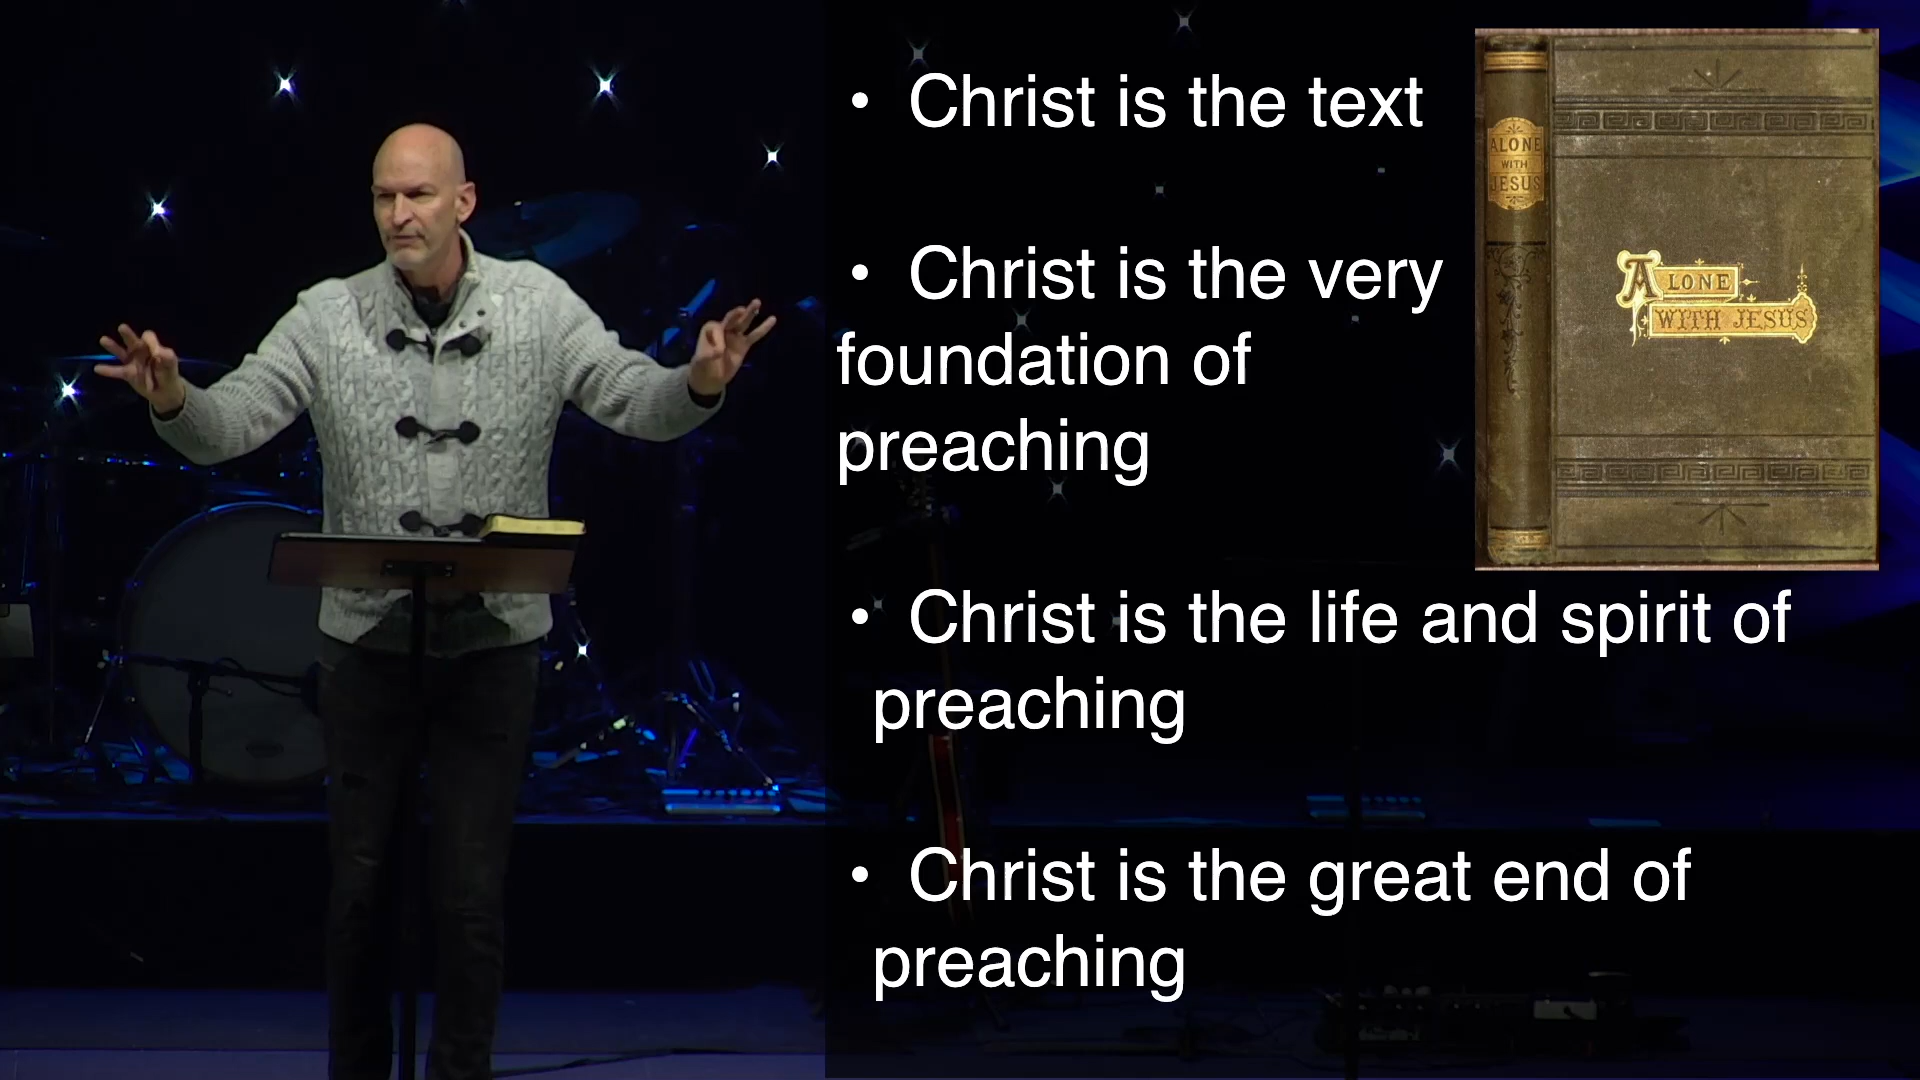 • Christ is the text
• Christ is the very
foundation of
preaching
• Christ is the life and spirit of
preaching
• Christ is the great end of
preaching
ALONE
WITH
JESUS
ALONE
WITH JESUS